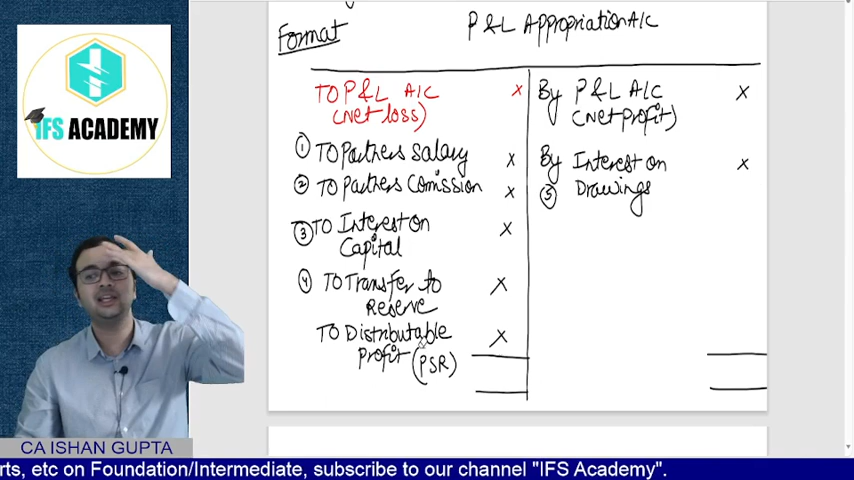 Format
P & L Appropriation A/C
IFS ACADEMY
TO P & L A/C x
(Net loss)
① TO Partners Salary x
② TO Partners Comission x
③ TO Interest on x
Capital
④ TO Transfer to x
Reserve
TO Distributable x
Profit (PSR)
By P & L A/C x
(Net Profit)
By Interest on x
⑤ Drawings
CA ISHAN GUPTA
rts, etc on Foundation/Intermediate, subscribe to our channel "IFS Academy".